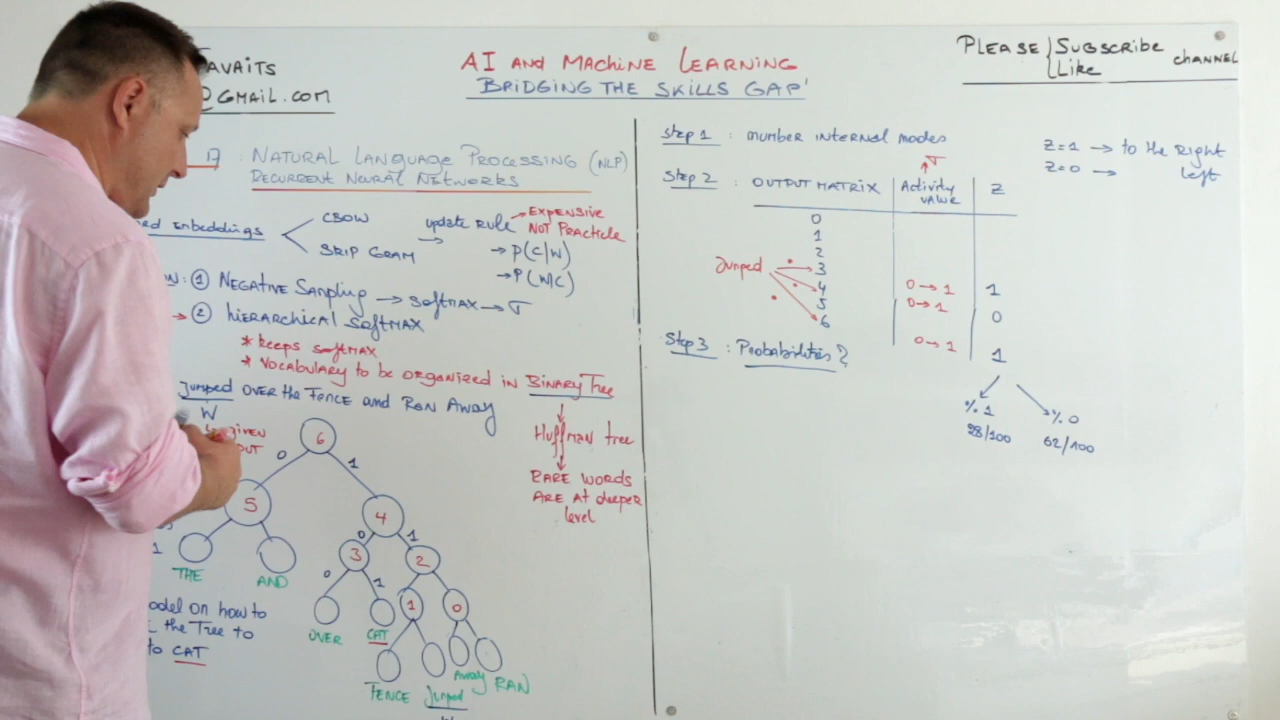 AVAITS
@GMAIL.COM
AI AND MACHINE LEARNING
BRIDGING THE SKILLS GAP'
PLEASE SUBSCRIBE
LIKE
CHANNEL
17 : NATURAL LANGUAGE PROCESSING (NLP)
RECURRENT NEURAL NETWORKS
EMBEDDINGS
CBOW
SKIP GRAM
update RULE
EXPENSIVE
NOT PRACTICLE
→ P(C/W)
→ P(W/C)
W: ① NEGATIVE SAMPLING → SOFTMAX → σ
→ ② HIERARCHICAL SOFTMAX
* KEEPS SOFTMAX
* VOCABULARY TO BE ORGANIZED IN BINARY TREE
JUMPED OVER THE FENCE AND RAN AWAY
W
GIVEN
HUFFMAN tree
RARE WORDS
ARE AT deeper
level
6
0 1
5
4
0 1
3
2
0 1
1
0
1
THE
AND
OVER
CAT
FENCE
Jumped
AWAY
RAN
model on how to
the Tree to
to CAT
Step 1 : number internal nodes
Step 2 : OUTPUT MATRIX
Activity
value
σ
Z
0
1
2
3
4
5
6
Jumped
0→1 1
0→1 0
0→1 1
Step 3 : Probabilities?
% 1
% 0
62/100
Z=1 → to the Right
Z=0 → left